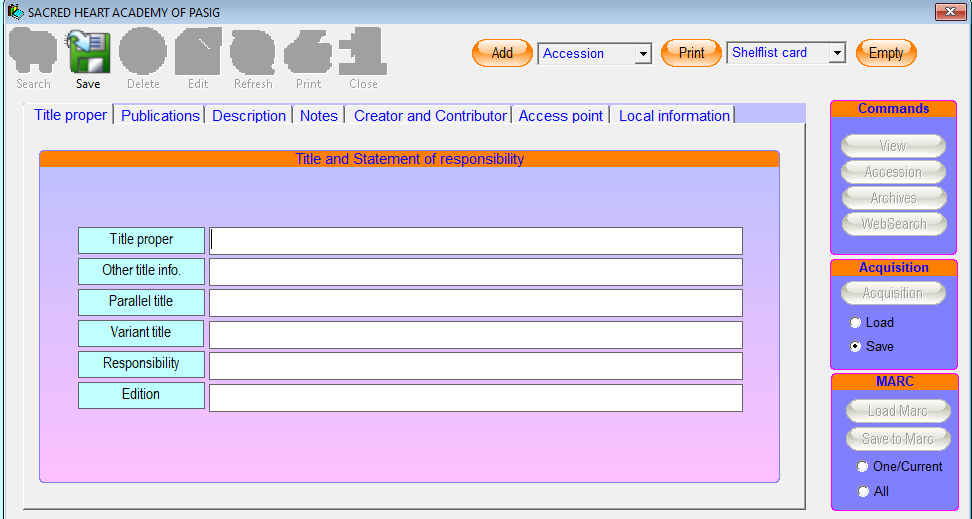 SACRED HEART ACADEMY OF PASIG
Search Save Delete Edit Refresh Print Close
Add Accession Print Shelflist card Empty
Title proper Publications Description Notes Creator and Contributor Access point Local information
Title and Statement of responsibility
Title proper
Other title info.
Parallel title
Variant title
Responsibility
Edition
Commands
View
Accession
Archives
WebSearch
Acquisition
Acquisition
Load
Save
MARC
Load Marc
Save to Marc
One/Current
All